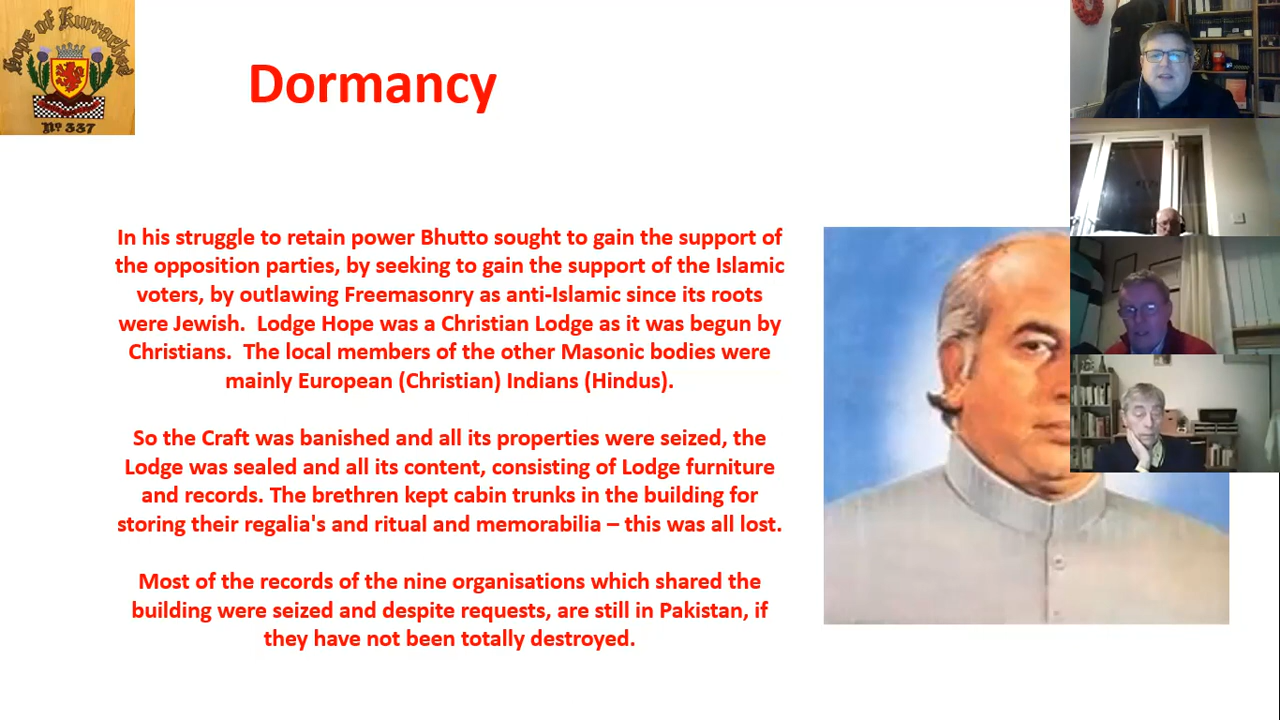 Hope of Kurrachee
Nº 337
Dormancy
In his struggle to retain power Bhutto sought to gain the support of
the opposition parties, by seeking to gain the support of the Islamic
voters, by outlawing Freemasonry as anti-Islamic since its roots
were Jewish.  Lodge Hope was a Christian Lodge as it was begun by
Christians.  The local members of the other Masonic bodies were
mainly European (Christian) Indians (Hindus).
So the Craft was banished and all its properties were seized, the
Lodge was sealed and all its content, consisting of Lodge furniture
and records. The brethren kept cabin trunks in the building for
storing their regalia's and ritual and memorabilia – this was all lost.
Most of the records of the nine organisations which shared the
building were seized and despite requests, are still in Pakistan, if
they have not been totally destroyed.